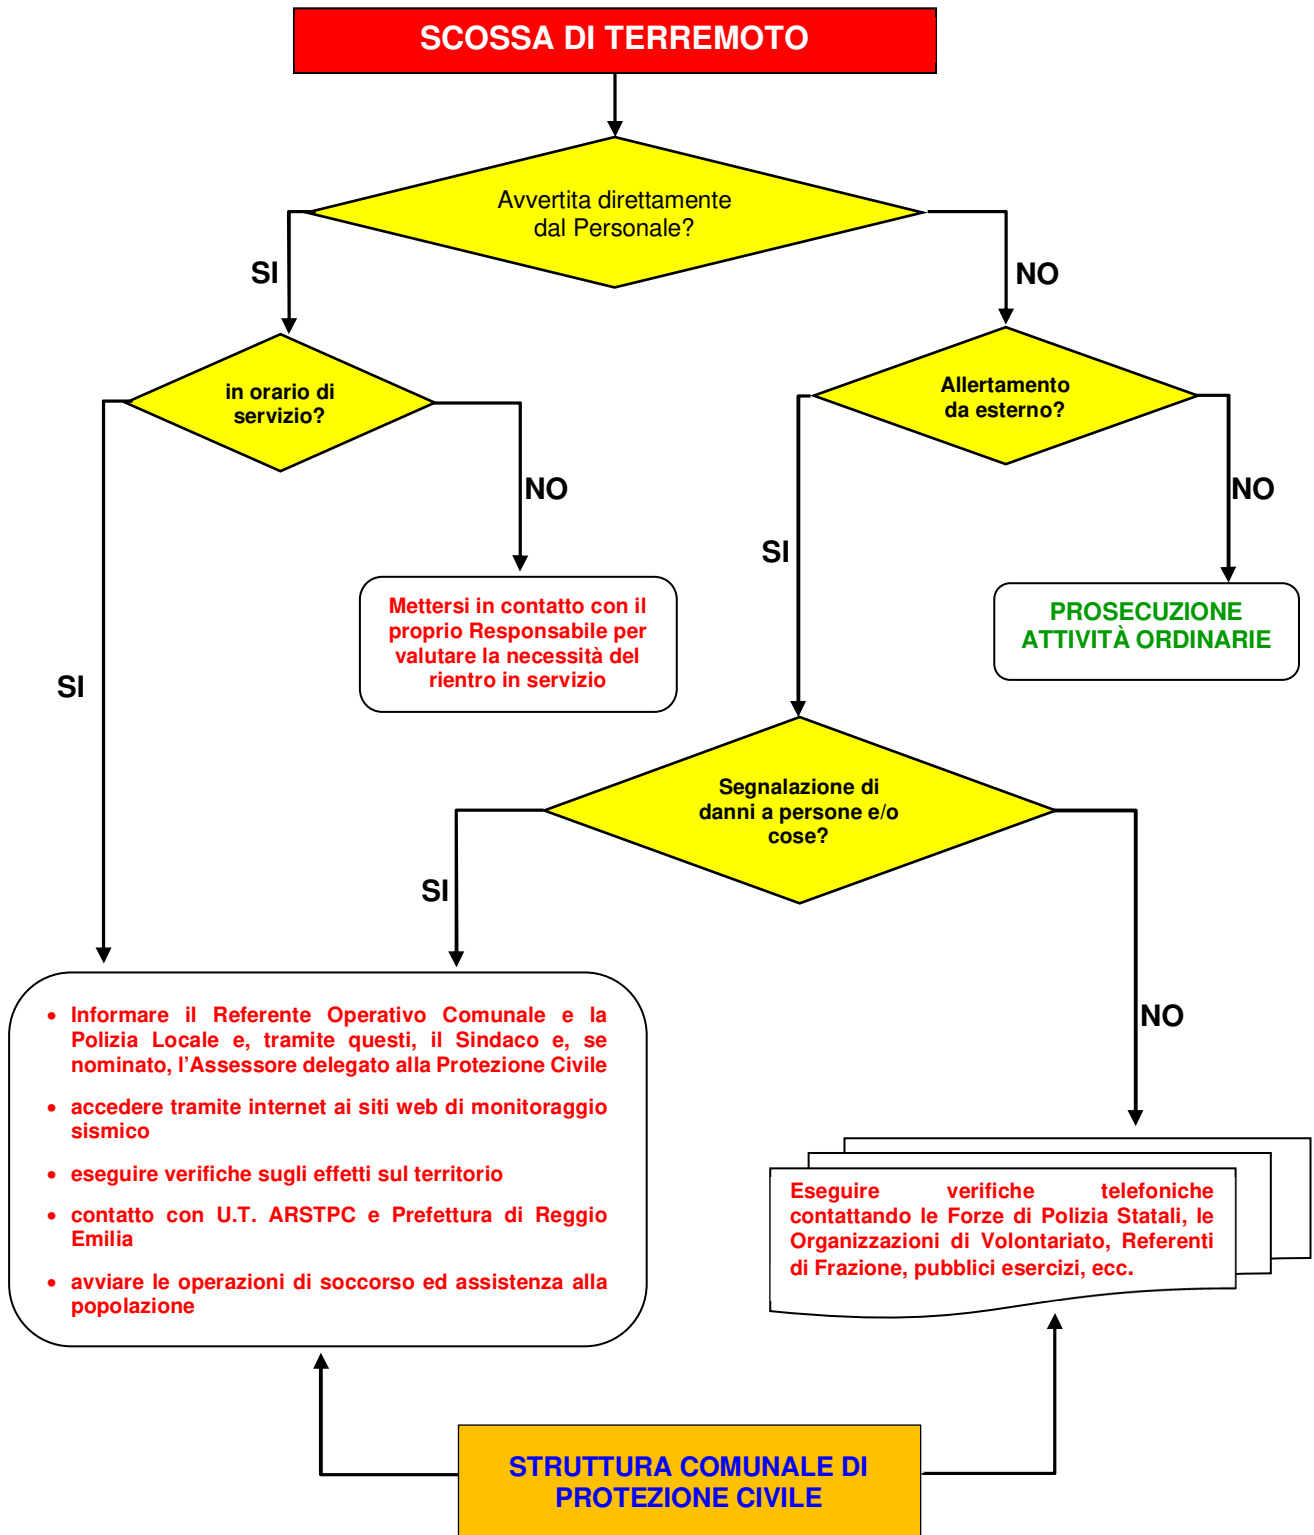 SCOSSA DI TERREMOTO
Avvertita direttamente
dal Personale?
SI
NO
in orario di
servizio?
Allertamento
da esterno?
NO
NO
SI
Mettersi in contatto con il
proprio Responsabile per
valutare la necessità del
rientro in servizio
PROSECUZIONE
ATTIVITÀ ORDINARIE
SI
Segnalazione di
danni a persone e/o
cose?
SI
NO
• Informare il Referente Operativo Comunale e la
Polizia Locale e, tramite questi, il Sindaco e, se
nominato, l’Assessore delegato alla Protezione Civile
• accedere tramite internet ai siti web di monitoraggio
sismico
• eseguire verifiche sugli effetti sul territorio
• contatto con U.T. ARSTPC e Prefettura di Reggio
Emilia
• avviare le operazioni di soccorso ed assistenza alla
popolazione
Eseguire verifiche telefoniche
contattando le Forze di Polizia Statali, le
Organizzazioni di Volontariato, Referenti
di Frazione, pubblici esercizi, ecc.
STRUTTURA COMUNALE DI
PROTEZIONE CIVILE